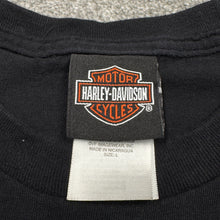 MOTOR
HARLEY-DAVIDSON
CYCLES
®
MADE IN NICARAGUA
SIZE: L